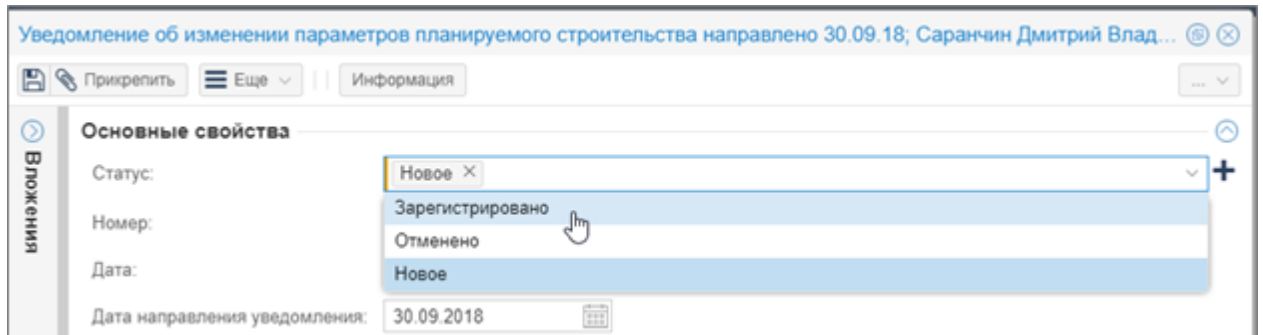 Уведомление об изменении параметров планируемого строительства направлено 30.09.18; Саранчин Дмитрий Влад...
Прикрепить Еще Информация ...
Вложения
Основные свойства
Статус: Новое
Зарегистрировано
Номер:
Отменено
Дата:
Новое
Дата направления уведомления: 30.09.2018